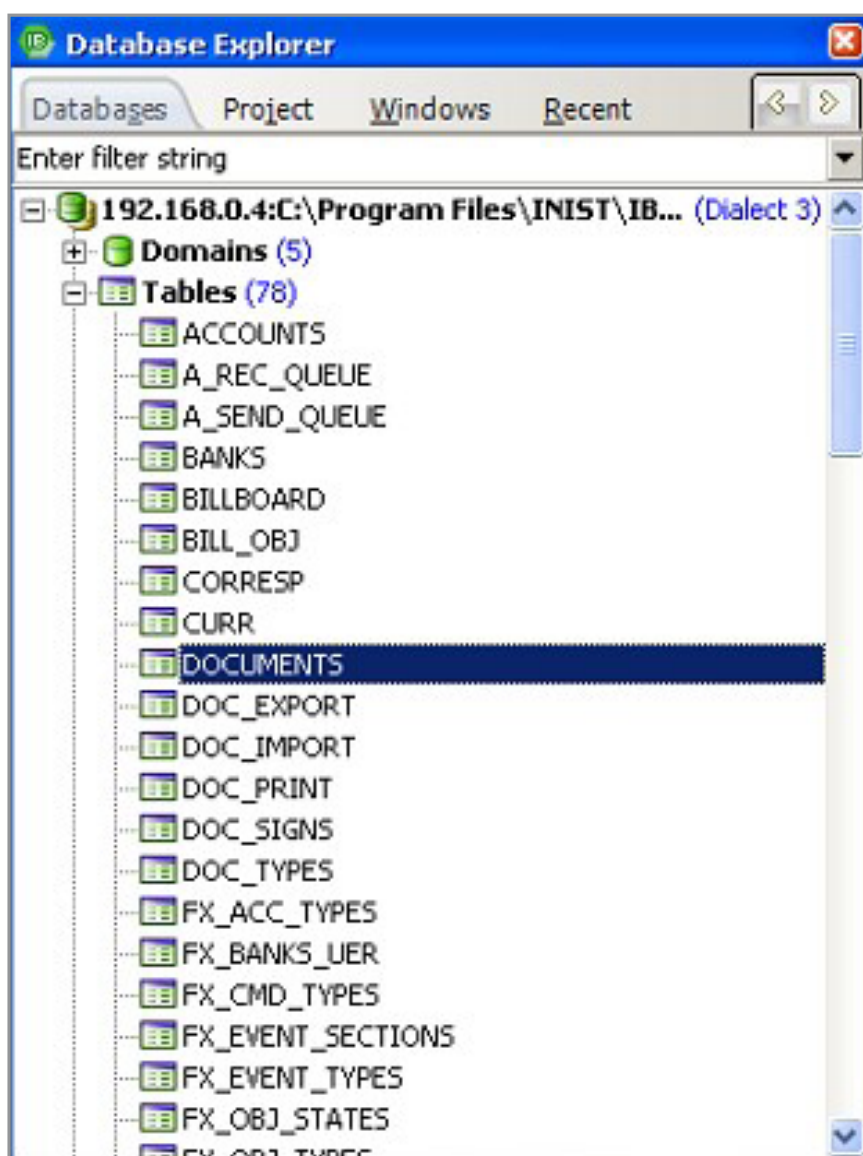 Database Explorer
Databases Project Windows Recent
Enter filter string
192.168.0.4:C:\Program Files\INIST\IB... (Dialect 3)
Domains (5)
Tables (78)
ACCOUNTS
A_REC_QUEUE
A_SEND_QUEUE
BANKS
BILLBOARD
BILL_OBJ
CORRESP
CURR
DOCUMENTS
DOC_EXPORT
DOC_IMPORT
DOC_PRINT
DOC_SIGNS
DOC_TYPES
FX_ACC_TYPES
FX_BANKS_UER
FX_CMD_TYPES
FX_EVENT_SECTIONS
FX_EVENT_TYPES
FX_OBJ_STATES
FX_OBJ_TYPES